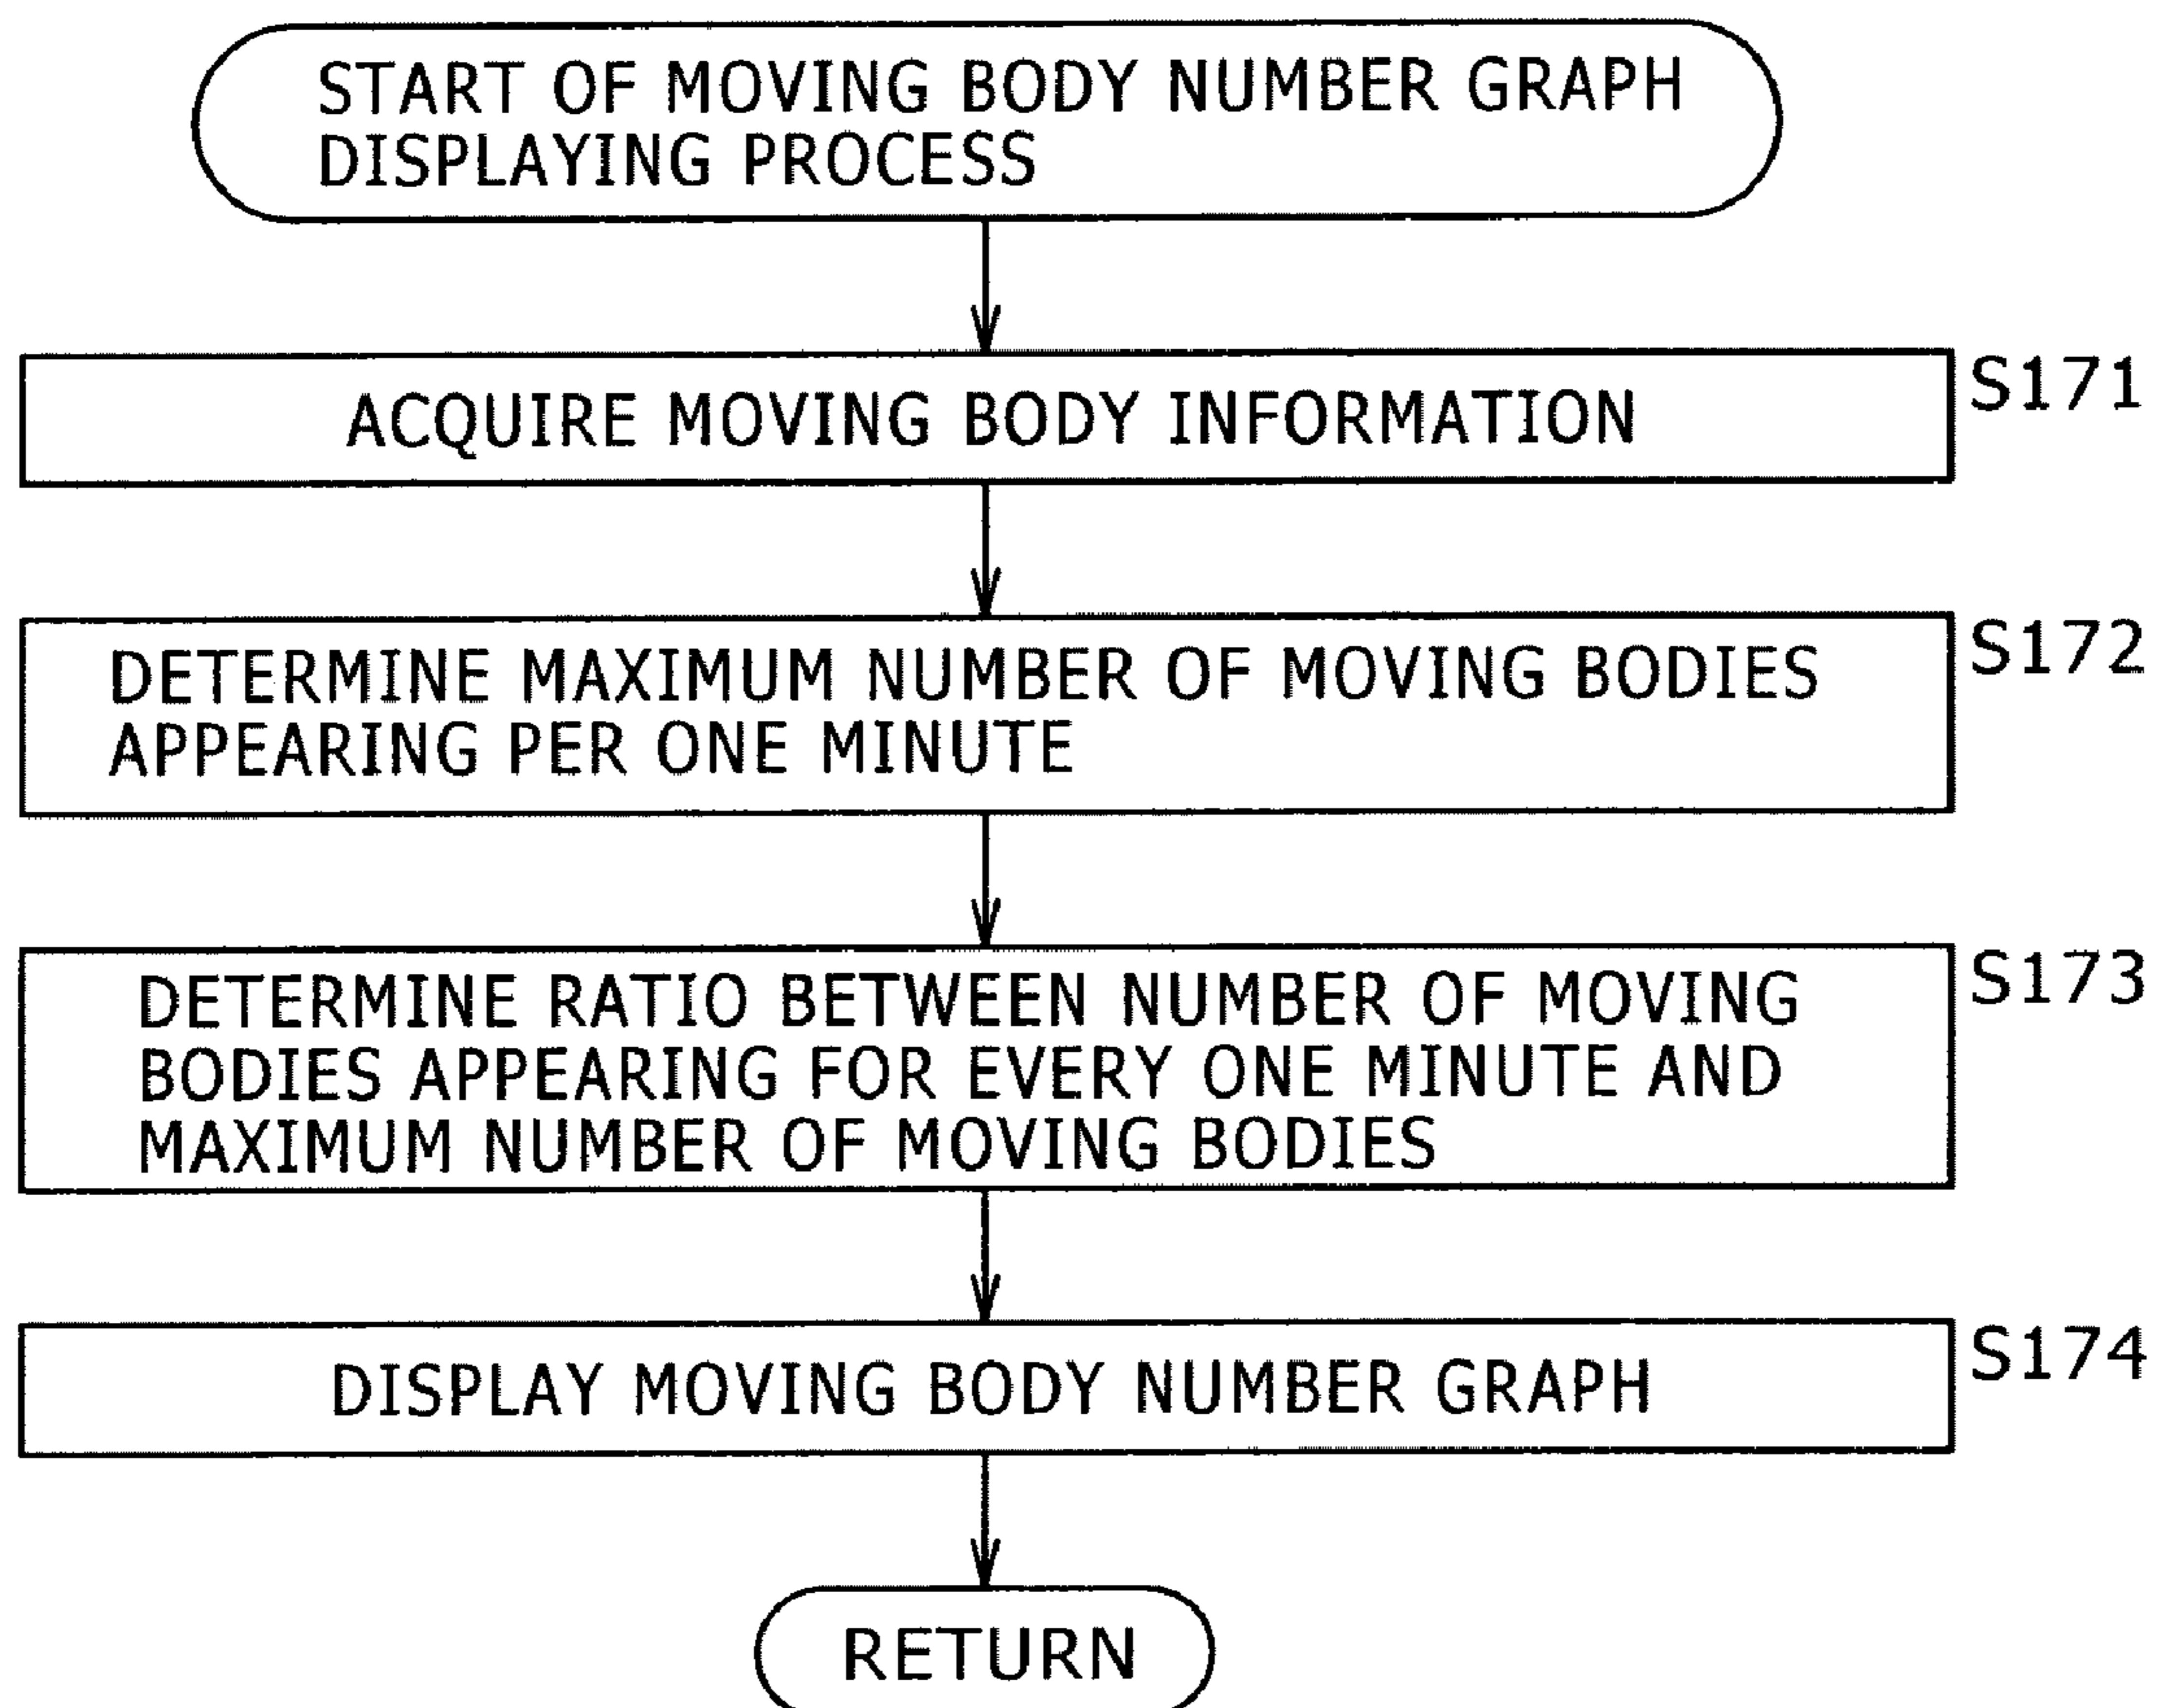 START OF MOVING BODY NUMBER GRAPH
DISPLAYING PROCESS
ACQUIRE MOVING BODY INFORMATION
S171
DETERMINE MAXIMUM NUMBER OF MOVING BODIES
APPEARING PER ONE MINUTE
S172
DETERMINE RATIO BETWEEN NUMBER OF MOVING
BODIES APPEARING FOR EVERY ONE MINUTE AND
MAXIMUM NUMBER OF MOVING BODIES
S173
DISPLAY MOVING BODY NUMBER GRAPH
S174
RETURN